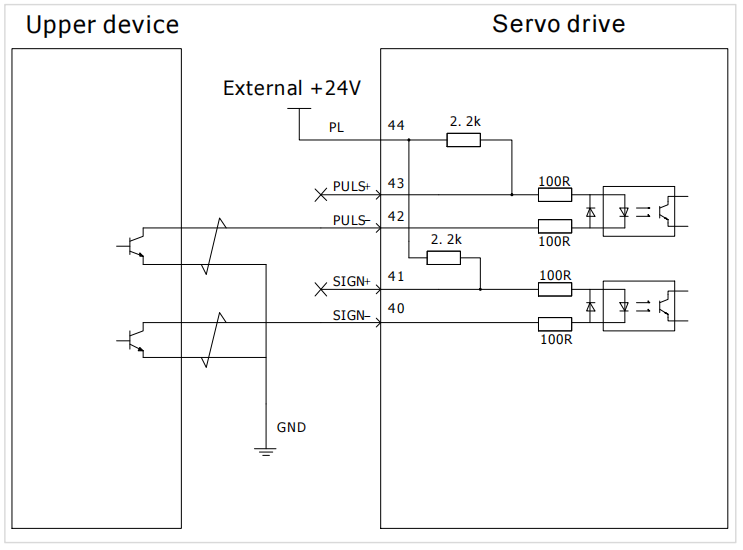 Upper device
Servo drive
External +24V
PL
44
2. 2k
PULS+
43
100R
PULS-
42
100R
2. 2k
SIGN+
41
100R
SIGN-
40
100R
GND